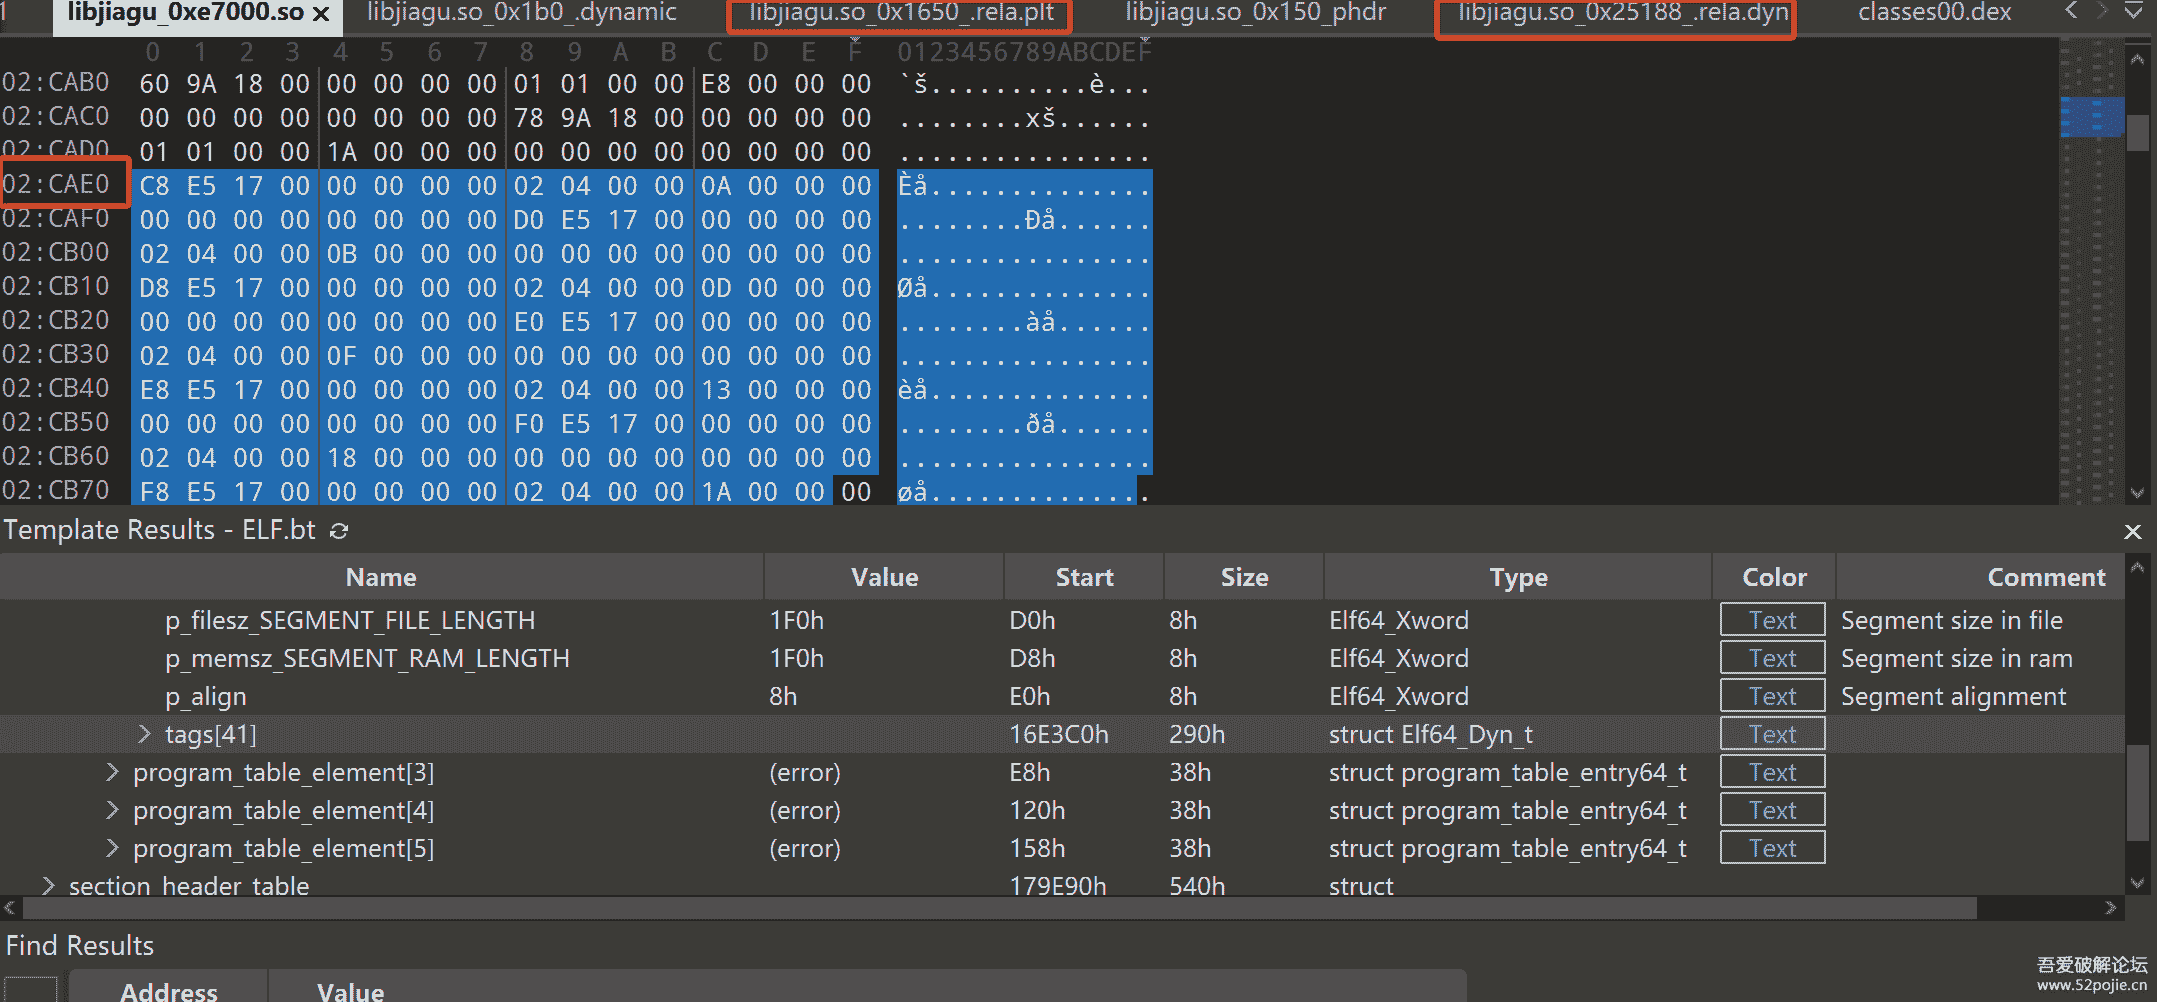 1 libjiagu_0xe7000.so × libjiagu.so_0x1b0_.dynamic libjiagu.so_0x1650_.rela.plt libjiagu.so_0x150_phdr libjiagu.so_0x25188_.rela.dyn classes00.dex
0 1 2 3 4 5 6 7 8 9 A B C D E F 0123456789ABCDEF
02:CAB0 60 9A 18 00 00 00 00 00 01 01 00 00 E8 00 00 00 `š..........è...
02:CAC0 00 00 00 00 00 00 00 00 78 9A 18 00 00 00 00 00 ........xš......
02:CAD0 01 01 00 00 1A 00 00 00 00 00 00 00 00 00 00 00 ................
02:CAE0 C8 E5 17 00 00 00 00 00 02 04 00 00 0A 00 00 00 Èå..............
02:CAF0 00 00 00 00 00 00 00 00 D0 E5 17 00 00 00 00 00 ........Ðå......
02:CB00 02 04 00 00 0B 00 00 00 00 00 00 00 00 00 00 00 ................
02:CB10 D8 E5 17 00 00 00 00 00 02 04 00 00 0D 00 00 00 Øå..............
02:CB20 00 00 00 00 00 00 00 00 E0 E5 17 00 00 00 00 00 ........àå......
02:CB30 02 04 00 00 0F 00 00 00 00 00 00 00 00 00 00 00 ................
02:CB40 E8 E5 17 00 00 00 00 00 02 04 00 00 13 00 00 00 èå..............
02:CB50 00 00 00 00 00 00 00 00 F0 E5 17 00 00 00 00 00 ........ðå......
02:CB60 02 04 00 00 18 00 00 00 00 00 00 00 00 00 00 00 ................
02:CB70 F8 E5 17 00 00 00 00 00 02 04 00 00 1A 00 00 00 øå..............
Template Results - ELF.bt
Name Value Start Size Type Color Comment
p_filesz_SEGMENT_FILE_LENGTH 1F0h D0h 8h Elf64_Xword Text Segment size in file
p_memsz_SEGMENT_RAM_LENGTH 1F0h D8h 8h Elf64_Xword Text Segment size in ram
p_align 8h E0h 8h Elf64_Xword Text Segment alignment
tags[41] 16E3C0h 290h struct Elf64_Dyn_t Text
program_table_element[3] (error) E8h 38h struct program_table_entry64_t Text
program_table_element[4] (error) 120h 38h struct program_table_entry64_t Text
program_table_element[5] (error) 158h 38h struct program_table_entry64_t Text
section_header_table 179E90h 540h struct
Find Results
Address Value
吾爱破解论坛
www.52pojie.cn